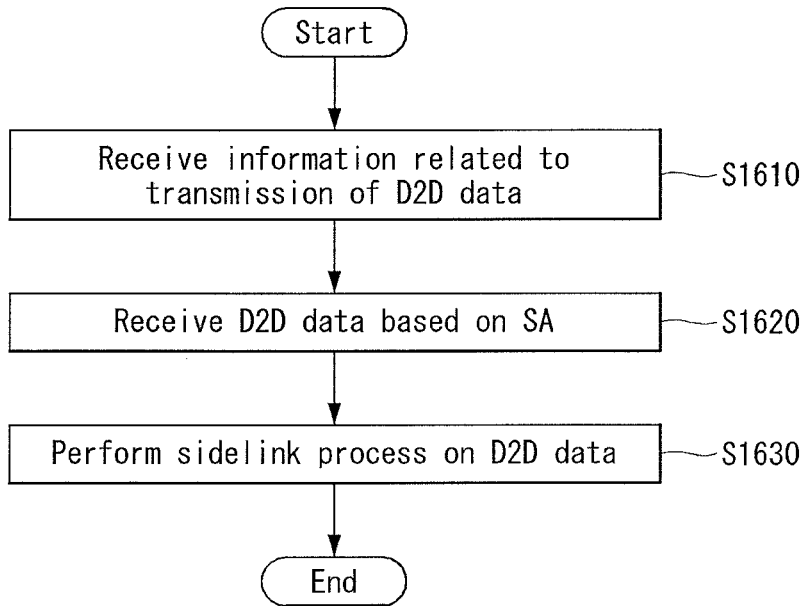 Start
Receive information related to
transmission of D2D data
S1610
Receive D2D data based on SA
S1620
Perform sidelink process on D2D data
S1630
End